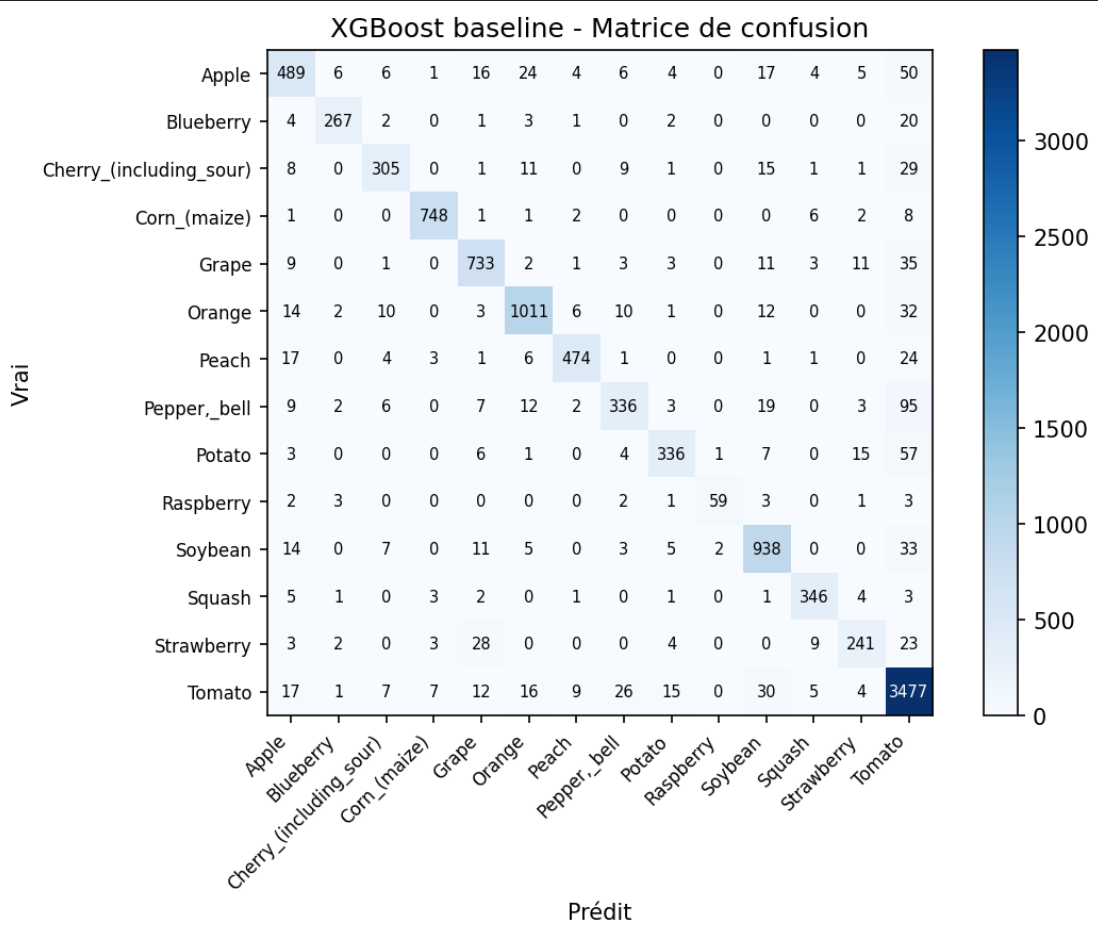 XGBoost baseline - Matrice de confusion
Apple 489 6 6 1 16 24 4 6 4 0 17 4 5 50
Blueberry 4 267 2 0 1 3 1 0 2 0 0 0 0 20
Cherry_(including_sour) 8 0 305 0 1 11 0 9 1 0 15 1 1 29
Corn_(maize) 1 0 0 748 1 1 2 0 0 0 0 6 2 8
Grape 9 0 1 0 733 2 1 3 3 0 11 3 11 35
Orange 14 2 10 0 3 1011 6 10 1 0 12 0 0 32
Peach 17 0 4 3 1 6 474 1 0 0 1 1 0 24
Pepper,_bell 9 2 6 0 7 12 2 336 3 0 19 0 3 95
Potato 3 0 0 0 6 1 0 4 336 1 7 0 15 57
Raspberry 2 3 0 0 0 0 0 2 1 59 3 0 1 3
Soybean 14 0 7 0 11 5 0 3 5 2 938 0 0 33
Squash 5 1 0 3 2 0 1 0 1 0 1 346 4 3
Strawberry 3 2 0 3 28 0 0 0 4 0 0 9 241 23
Tomato 17 1 7 7 12 16 9 26 15 0 30 5 4 3477
Apple
Blueberry
Cherry_(including_sour)
Corn_(maize)
Grape
Orange
Peach
Pepper,_bell
Potato
Raspberry
Soybean
Squash
Strawberry
Tomato
Vrai
Prédit
3000
2500
2000
1500
1000
500
0